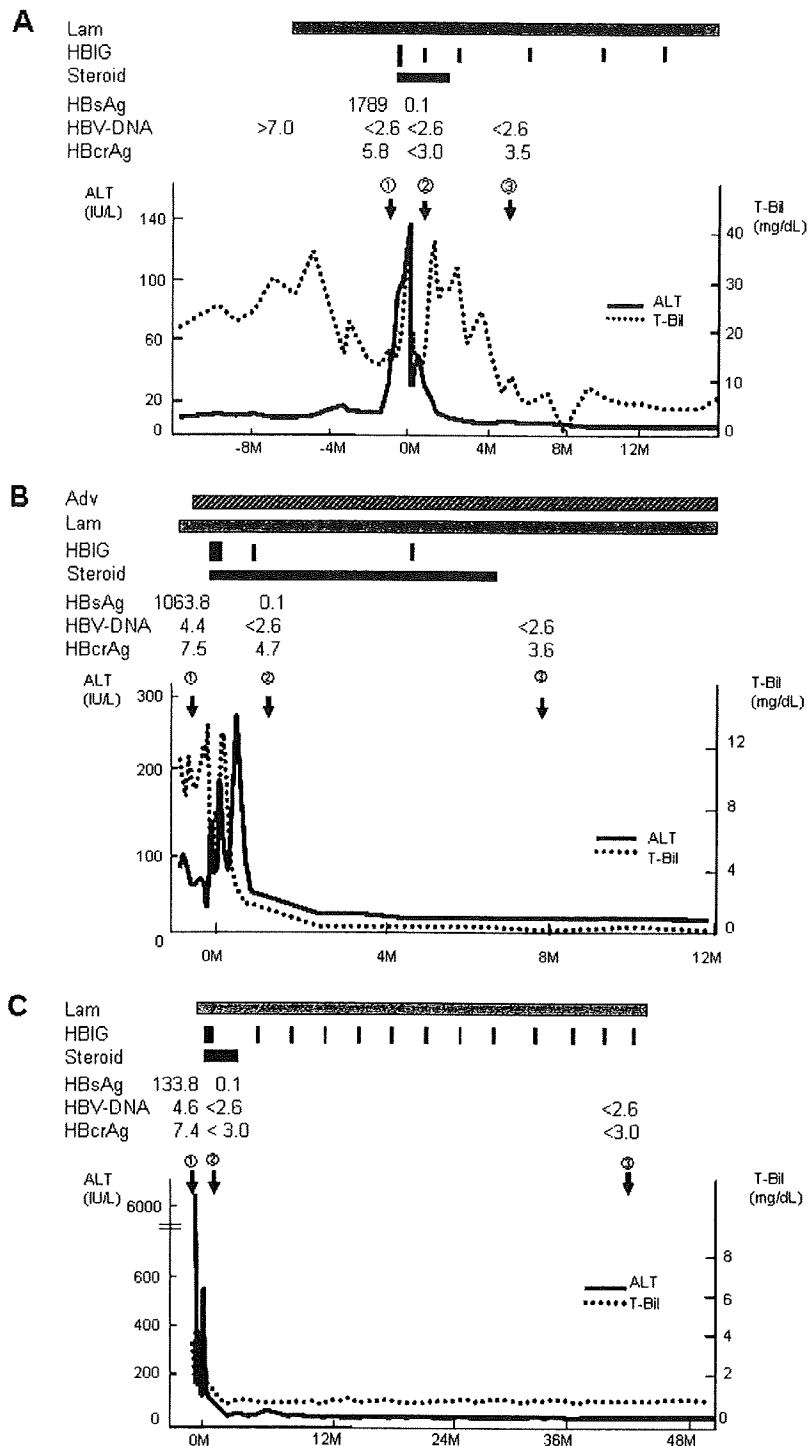 A
Lam
HBIG
Steroid
HBsAg 1789 0.1
HBV-DNA >7.0 <2.6 <2.6 <2.6
HBcrAg 5.8 <3.0 3.5
ALT (IU/L)
① ② ③
T-Bil (mg/dL)
140
100
60
20
0
40
30
20
10
0
ALT
T-Bil
-8M -4M 0M 4M 8M 12M
B
Adv
Lam
HBIG
Steroid
HBsAg 1063.8 0.1
HBV-DNA 4.4 <2.6 <2.6
HBcrAg 7.5 4.7 3.6
ALT (IU/L)
① ② ③
T-Bil (mg/dL)
300
200
100
0
12
8
4
0
ALT
T-Bil
0M 4M 8M 12M
C
Lam
HBIG
Steroid
HBsAg 133.8 0.1
HBV-DNA 4.6 <2.6 <2.6
HBcrAg 7.4 < 3.0 <3.0
ALT (IU/L)
① ② ③
T-Bil (mg/dL)
6000
600
400
200
0
8
6
4
2
0
ALT
T-Bil
0M 12M 24M 36M 48M